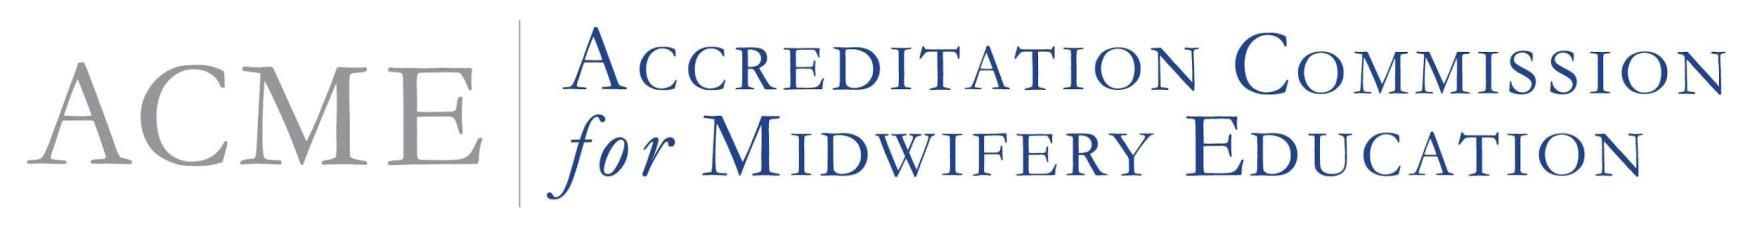 ACME
Accreditation Commission
for Midwifery Education